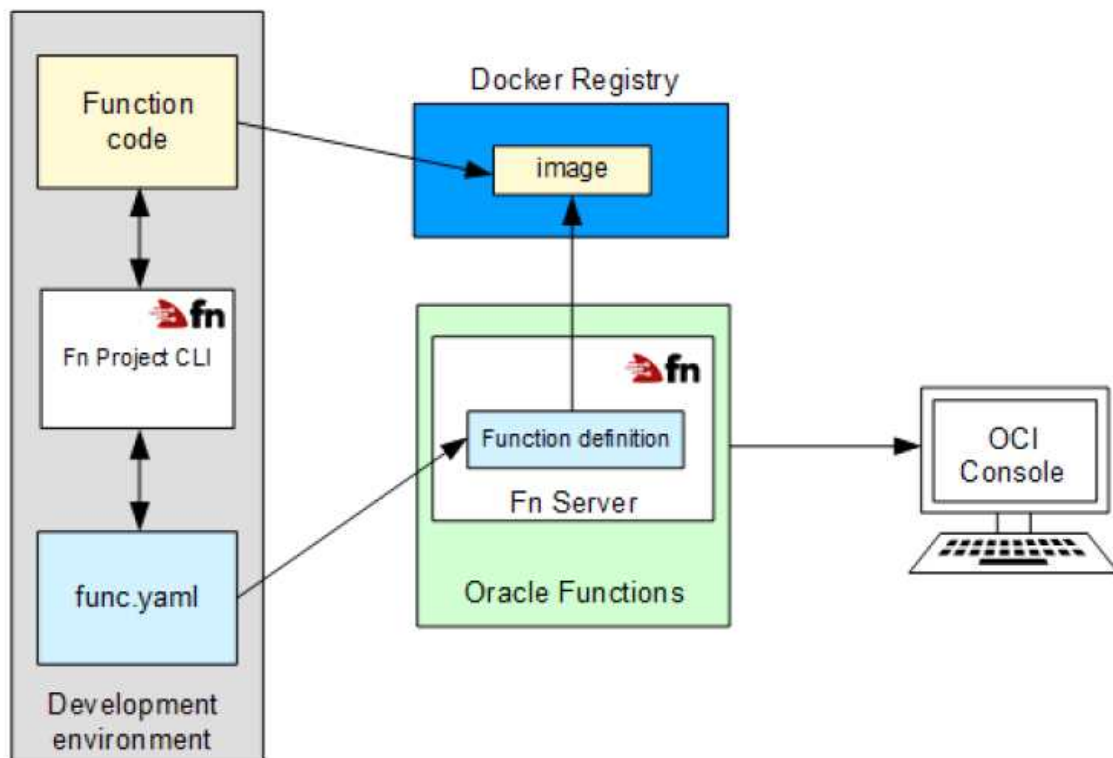 Function
code
fn
Fn Project CLI
func.yaml
Development
environment
Docker Registry
image
fn
Function definition
Fn Server
Oracle Functions
OCI
Console